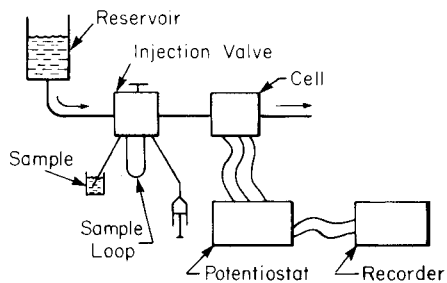 Reservoir
Injection Valve
Cell
Sample
Sample
Loop
Potentiostat
Recorder